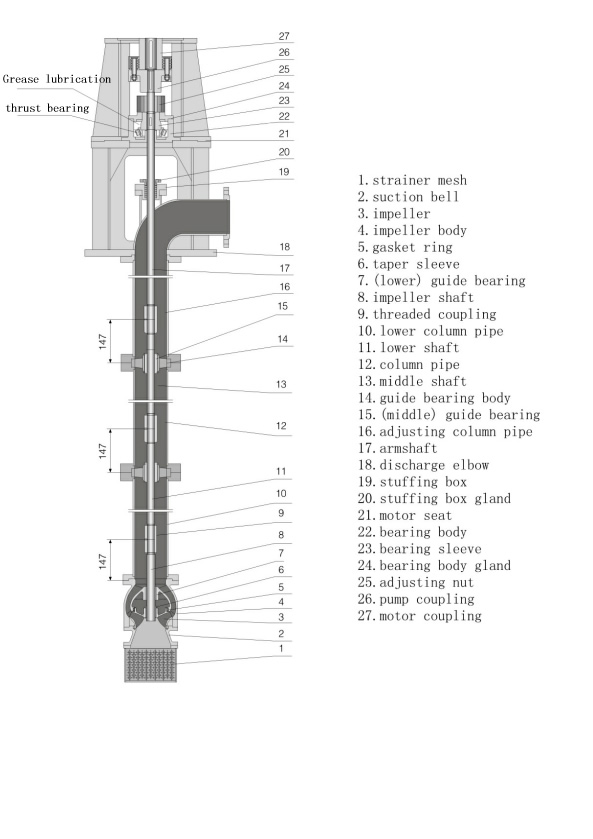 27
26
Grease lubrication
25
24
thrust bearing
23
22
21
20
19
18
17
16
15
147
14
13
12
147
11
10
9
147
8
7
6
5
4
3
2
1
1. strainer mesh
2. suction bell
3. impeller
4. impeller body
5. gasket ring
6. taper sleeve
7. (lower) guide bearing
8. impeller shaft
9. threaded coupling
10. lower column pipe
11. lower shaft
12. column pipe
13. middle shaft
14. guide bearing body
15. (middle) guide bearing
16. adjusting column pipe
17. armshaft
18. discharge elbow
19. stuffing box
20. stuffing box gland
21. motor seat
22. bearing body
23. bearing sleeve
24. bearing body gland
25. adjusting nut
26. pump coupling
27. motor coupling